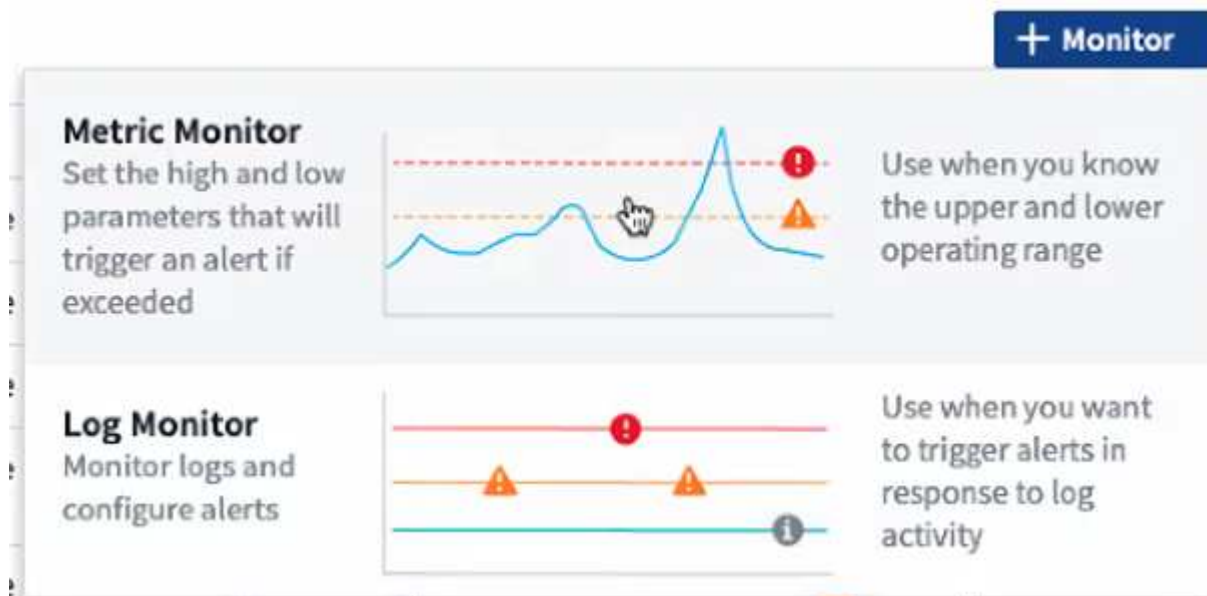 + Monitor
Metric Monitor
Set the high and low
parameters that will
trigger an alert if
exceeded
Use when you know
the upper and lower
operating range
Log Monitor
Monitor logs and
configure alerts
Use when you want
to trigger alerts in
response to log
activity